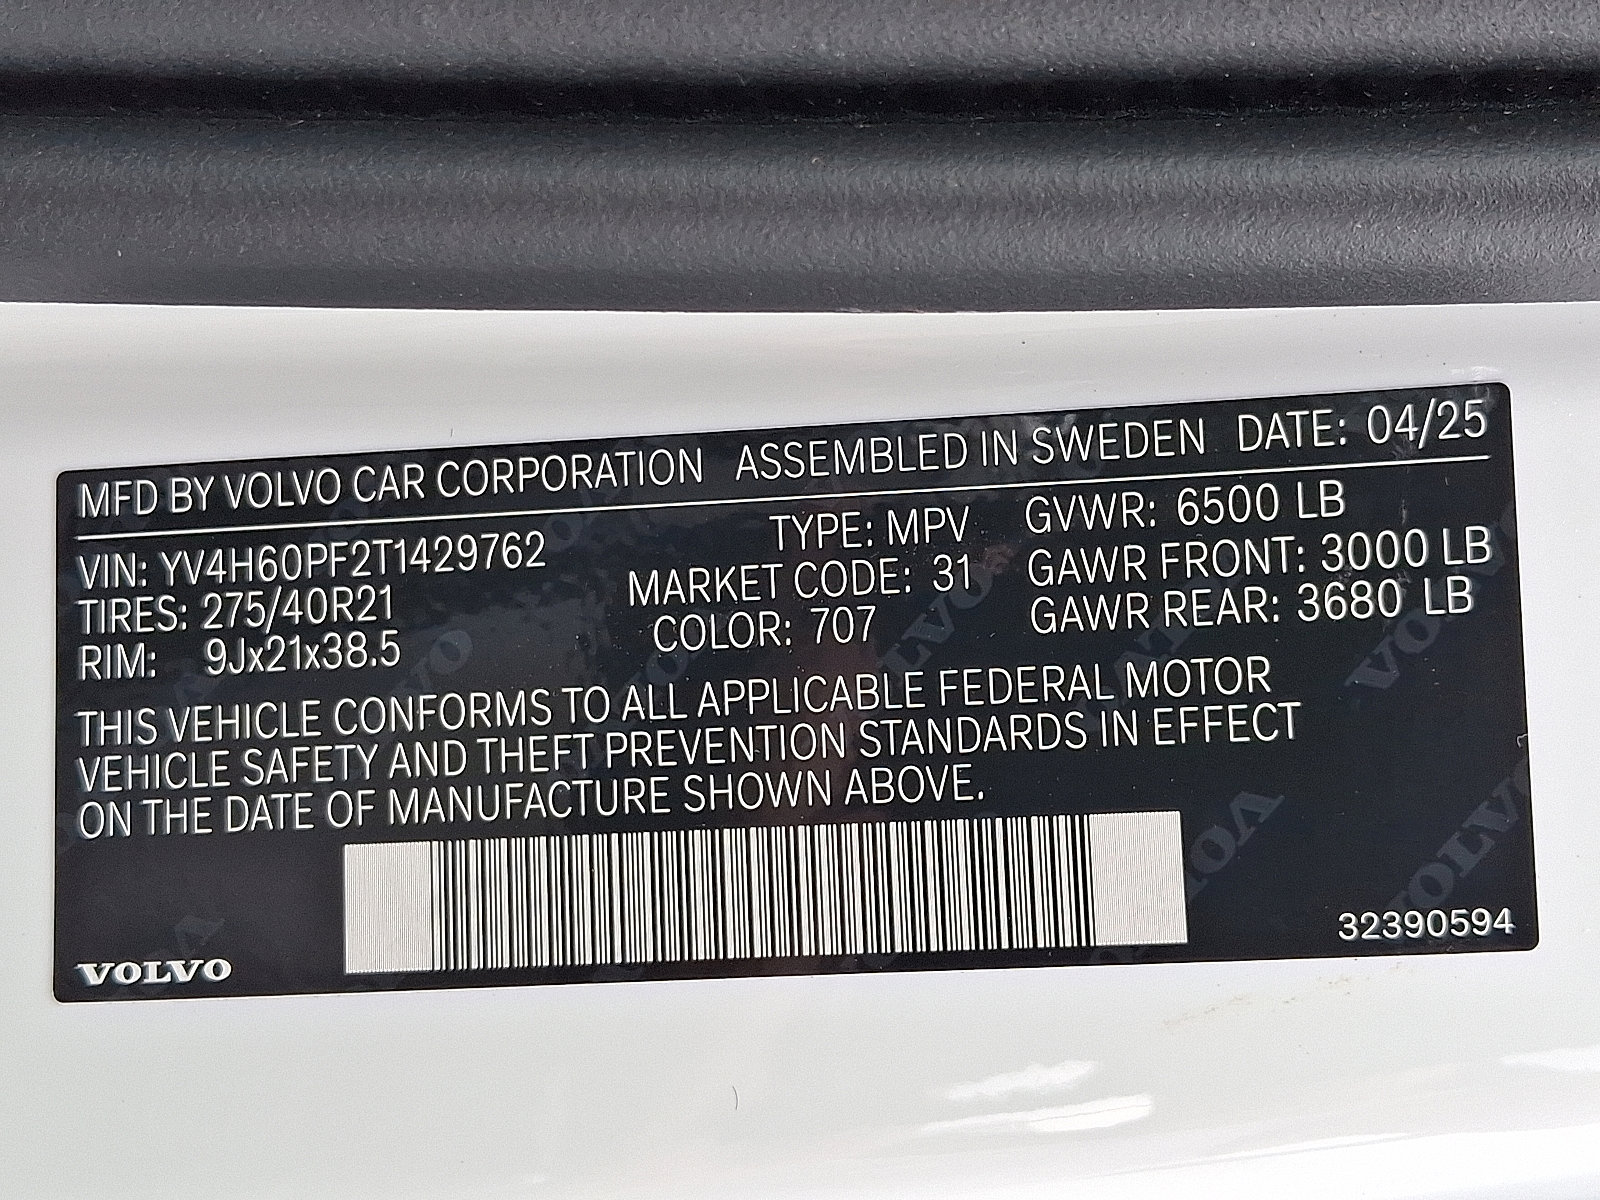 MFD BY VOLVO CAR CORPORATION ASSEMBLED IN SWEDEN DATE: 04/25
VIN: YV4H60PF2T1429762 TYPE: MPV GVWR: 6500 LB
TIRES: 275/40R21 MARKET CODE: 31 GAWR FRONT: 3000 LB
RIM: 9Jx21x38.5 COLOR: 707 GAWR REAR: 3680 LB
THIS VEHICLE CONFORMS TO ALL APPLICABLE FEDERAL MOTOR
VEHICLE SAFETY AND THEFT PREVENTION STANDARDS IN EFFECT
ON THE DATE OF MANUFACTURE SHOWN ABOVE.
VOLVO 32390594